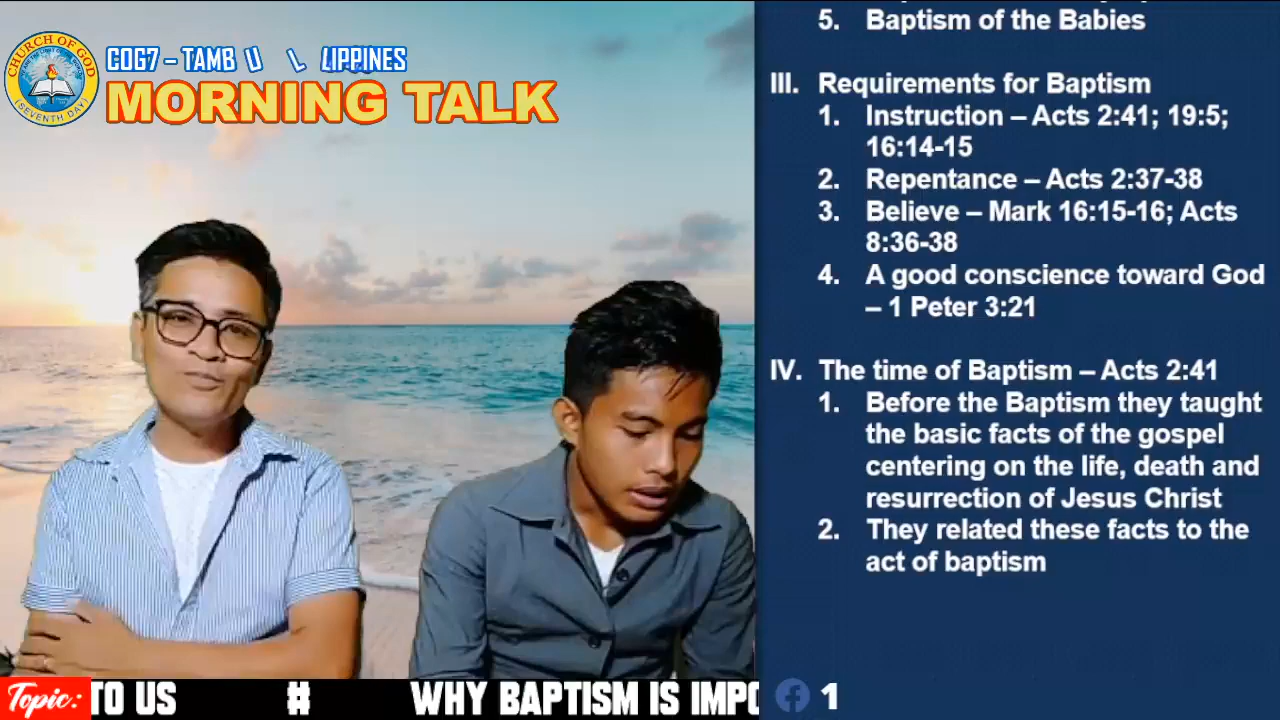 CHURCH OF GOD
(SEVENTH DAY)
COG7 – TAMB U L LIPPINES
MORNING TALK
5. Baptism of the Babies
III. Requirements for Baptism
1. Instruction – Acts 2:41; 19:5;
16:14-15
2. Repentance – Acts 2:37-38
3. Believe – Mark 16:15-16; Acts
8:36-38
4. A good conscience toward God
– 1 Peter 3:21
IV. The time of Baptism – Acts 2:41
1. Before the Baptism they taught
the basic facts of the gospel
centering on the life, death and
resurrection of Jesus Christ
2. They related these facts to the
act of baptism
Topic: TO US # WHY BAPTISM IS IMPO
1